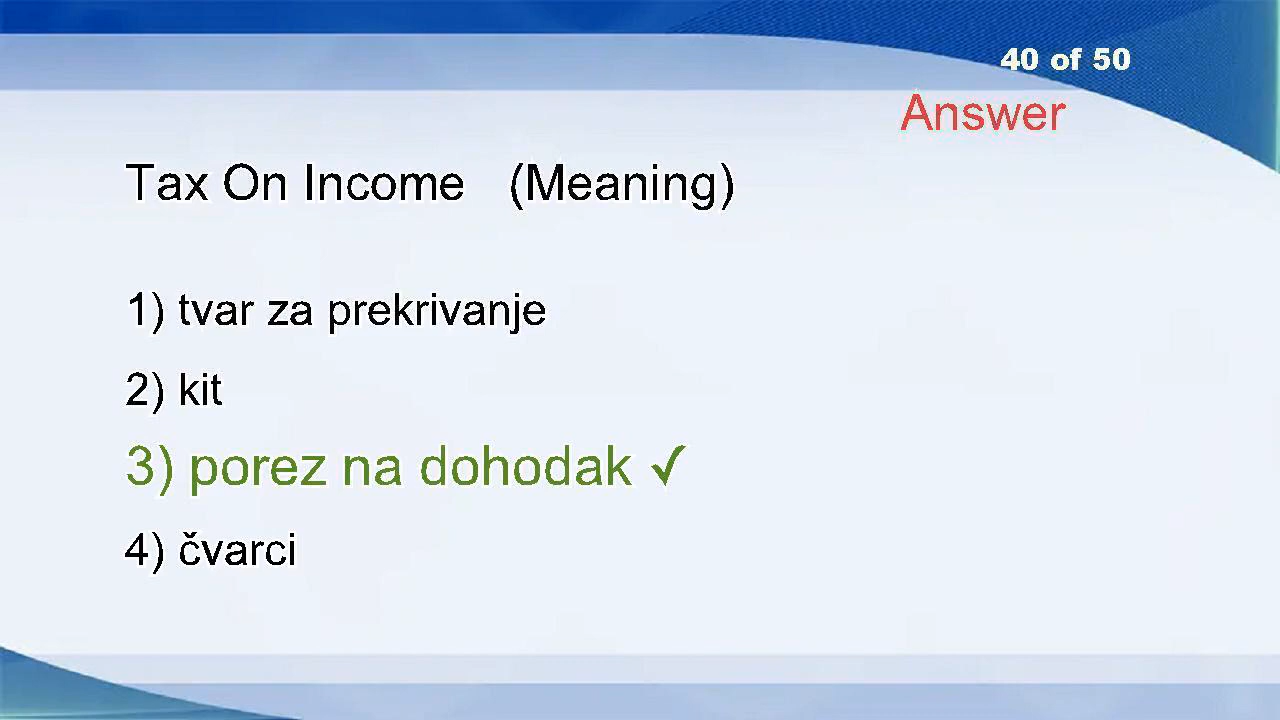 40 of 50
Answer
Tax On Income (Meaning)
1) tvar za prekrivanje
2) kit
3) porez na dohodak ✓
4) čvarci